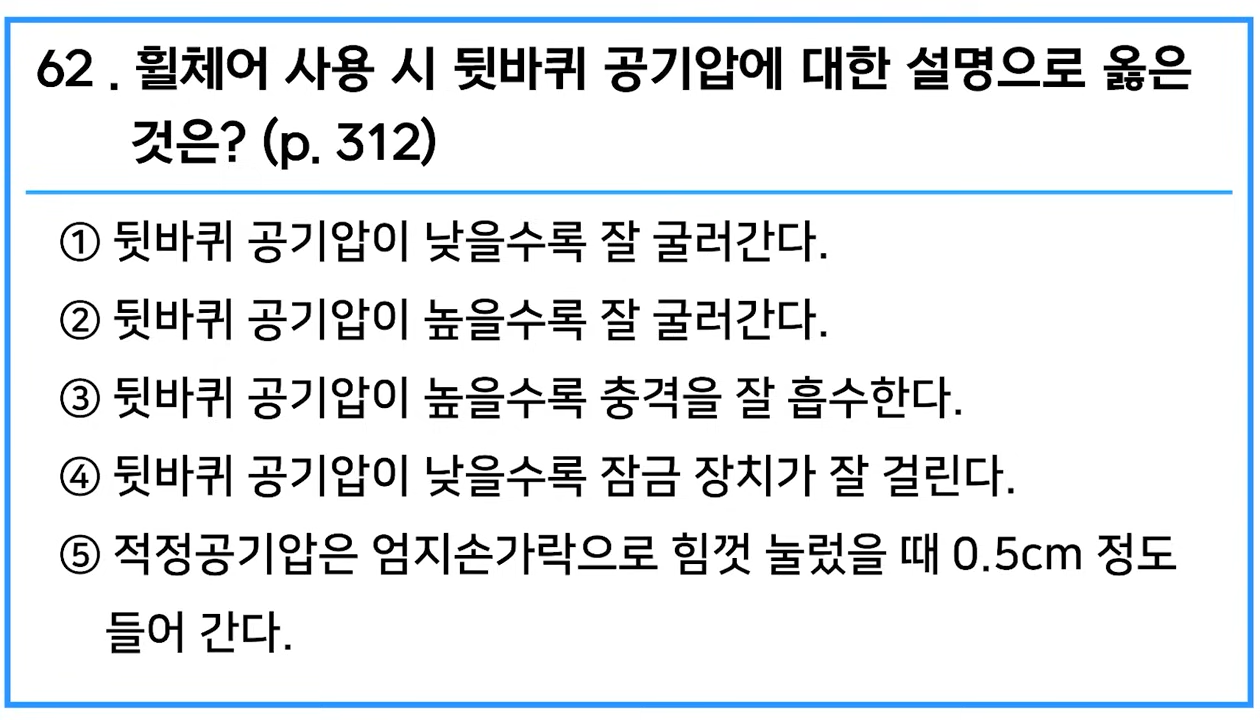 62 . 휠체어 사용 시 뒷바퀴 공기압에 대한 설명으로 옳은
것은? (p. 312)
① 뒷바퀴 공기압이 낮을수록 잘 굴러간다.
② 뒷바퀴 공기압이 높을수록 잘 굴러간다.
③ 뒷바퀴 공기압이 높을수록 충격을 잘 흡수한다.
④ 뒷바퀴 공기압이 낮을수록 잠금 장치가 잘 걸린다.
⑤ 적정공기압은 엄지손가락으로 힘껏 눌렀을 때 0.5cm 정도
들어 간다.